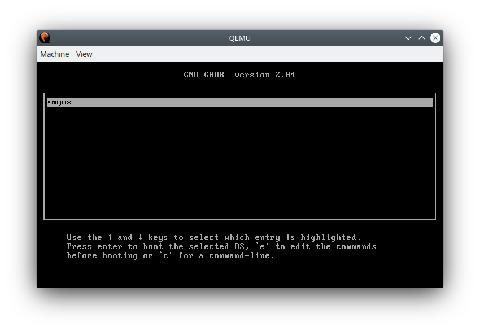 QEMU
Machine View
GNU GRUB version 2.04
Use the ↑ and ↓ keys to select which entry is highlighted.
Press enter to boot the selected OS, `e' to edit the commands
before booting or `c' for a command-line.